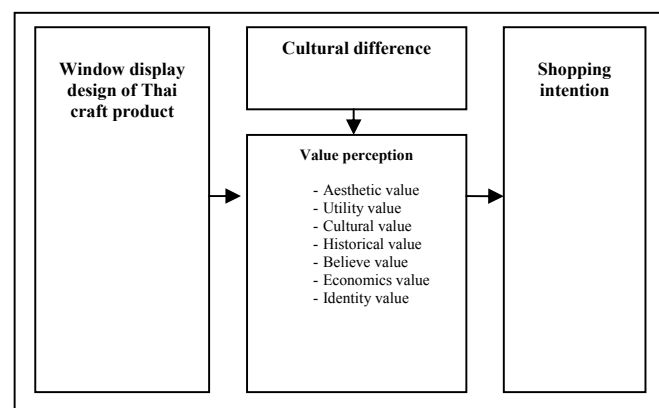 Window display
design of Thai
craft product
Cultural difference
Value perception
- Aesthetic value
- Utility value
- Cultural value
- Historical value
- Believe value
- Economics value
- Identity value
Shopping
intention